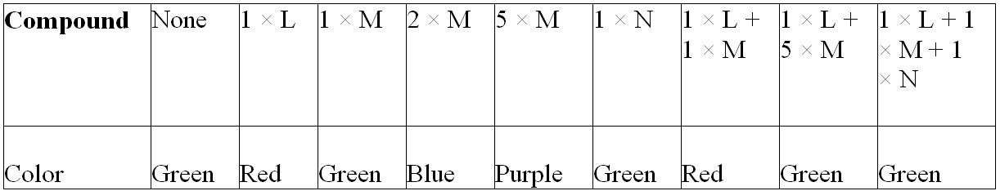 Compound None 1 × L 1 × M 2 × M 5 × M 1 × N 1 × L + 1 × M 1 × L + 5 × M 1 × L + 1 × M + 1 × N
Color Green Red Green Blue Purple Green Red Green Green